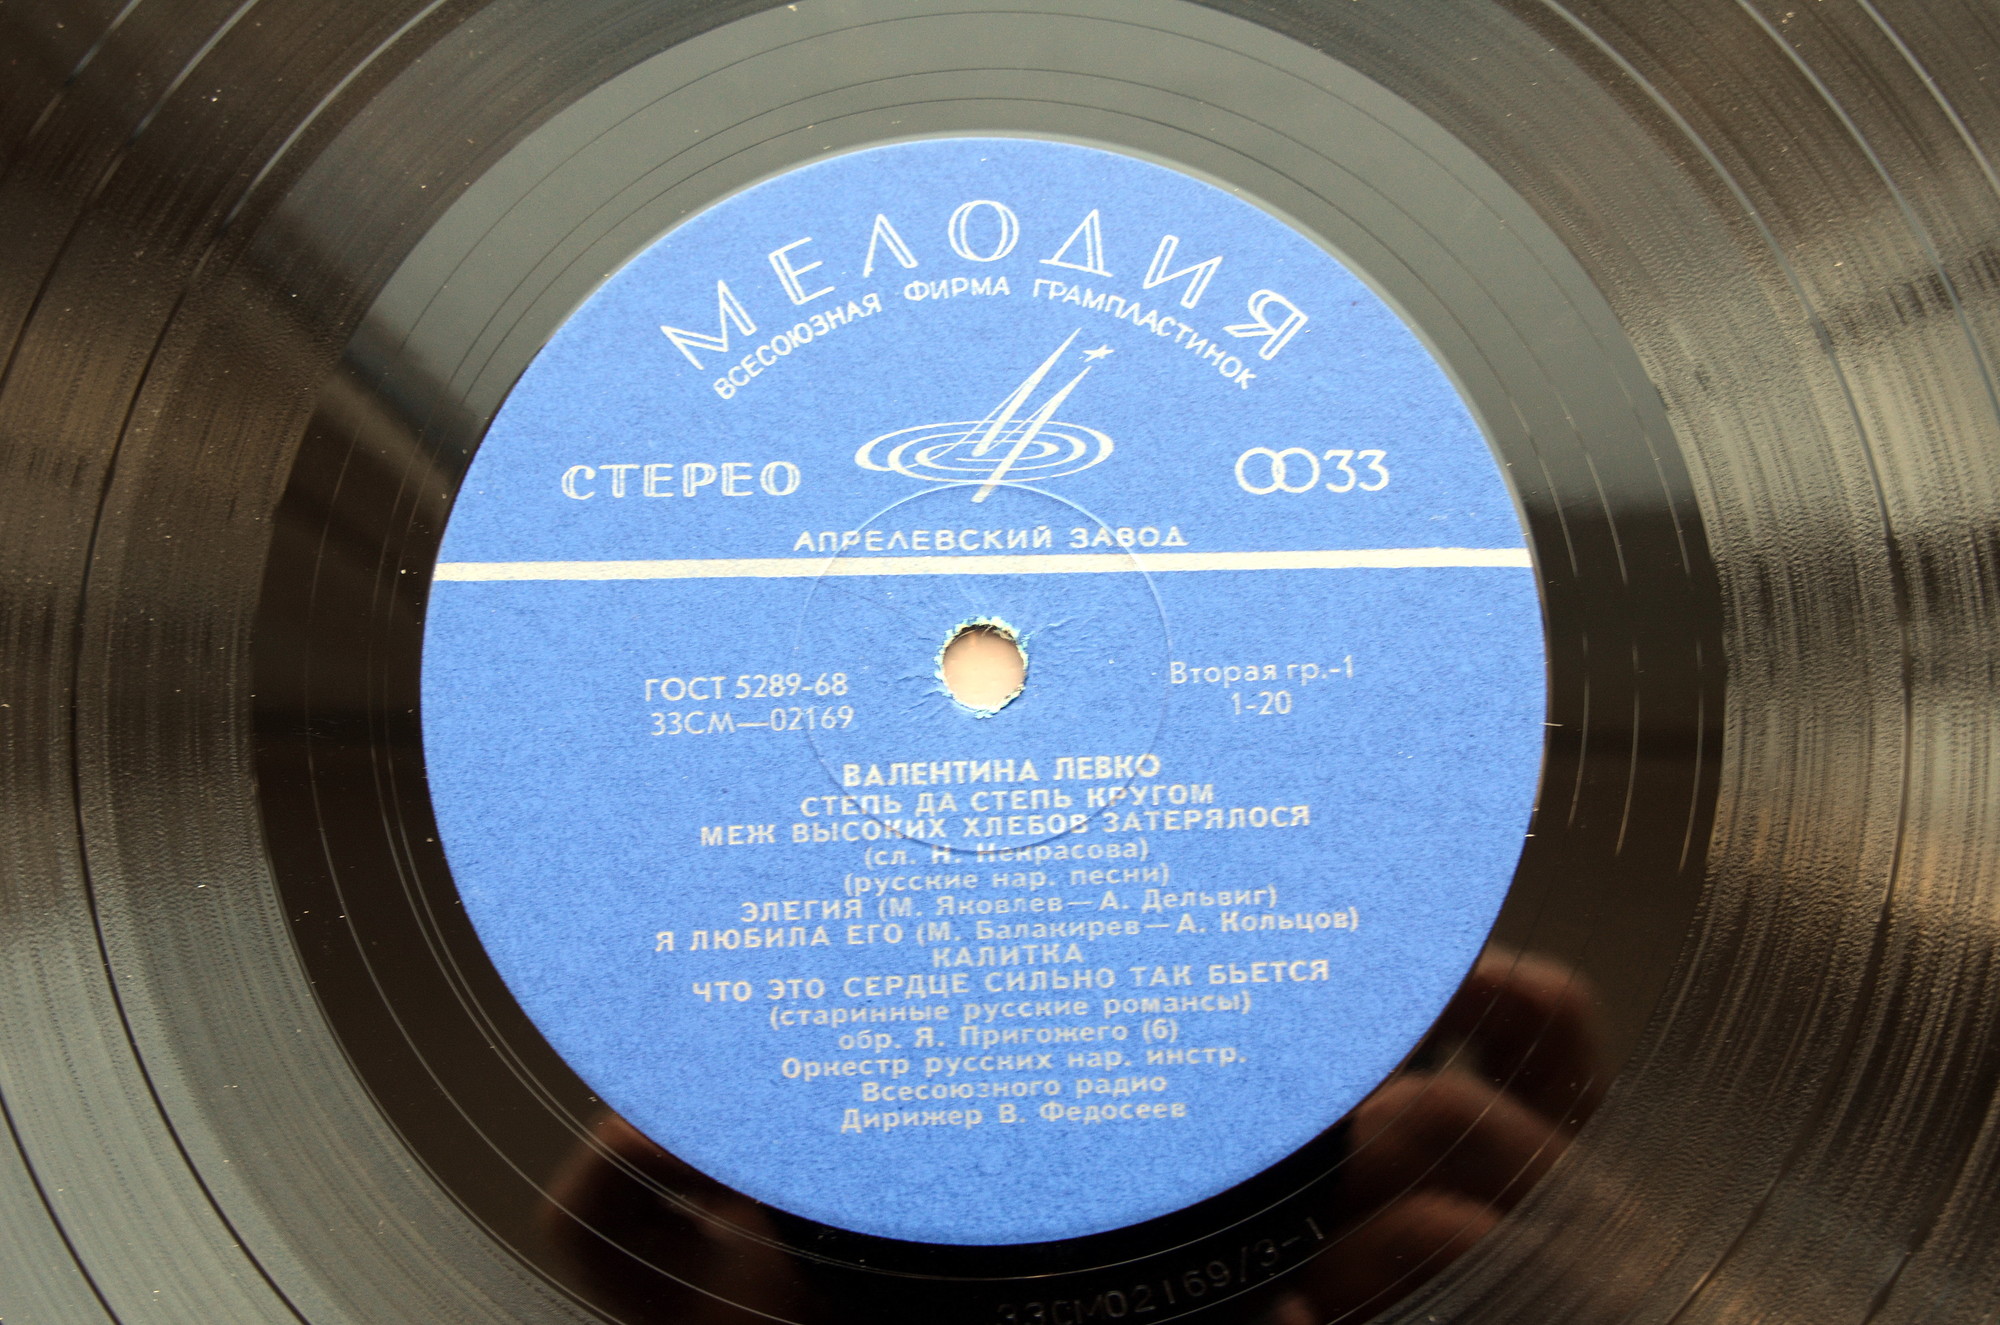 МЕЛОДИЯ
ВСЕСОЮЗНАЯ ФИРМА ГРАМПЛАСТИНОК
СТЕРЕО
33
АПРЕЛЕВСКИЙ ЗАВОД
ГОСТ 5289-68
33СМ—02169
Вторая гр.-1
1-20
ВАЛЕНТИНА ЛЕВКО
СТЕПЬ ДА СТЕПЬ КРУГОМ
МЕЖ ВЫСОКИХ ХЛЕБОВ ЗАТЕРЯЛОСЯ
(сл. Н. Некрасова)
(русские нар. песни)
ЭЛЕГИЯ (М. Яковлев—А. Дельвиг)
Я ЛЮБИЛА ЕГО (М. Балакирев—А. Кольцов)
КАЛИТКА
ЧТО ЭТО СЕРДЦЕ СИЛЬНО ТАК БЬЕТСЯ
(старинные русские романсы)
обр. Я. Пригожего (6)
Оркестр русских нар. инстр.
Всесоюзного радио
Дирижер В. Федосеев
33СМ02169/3-1